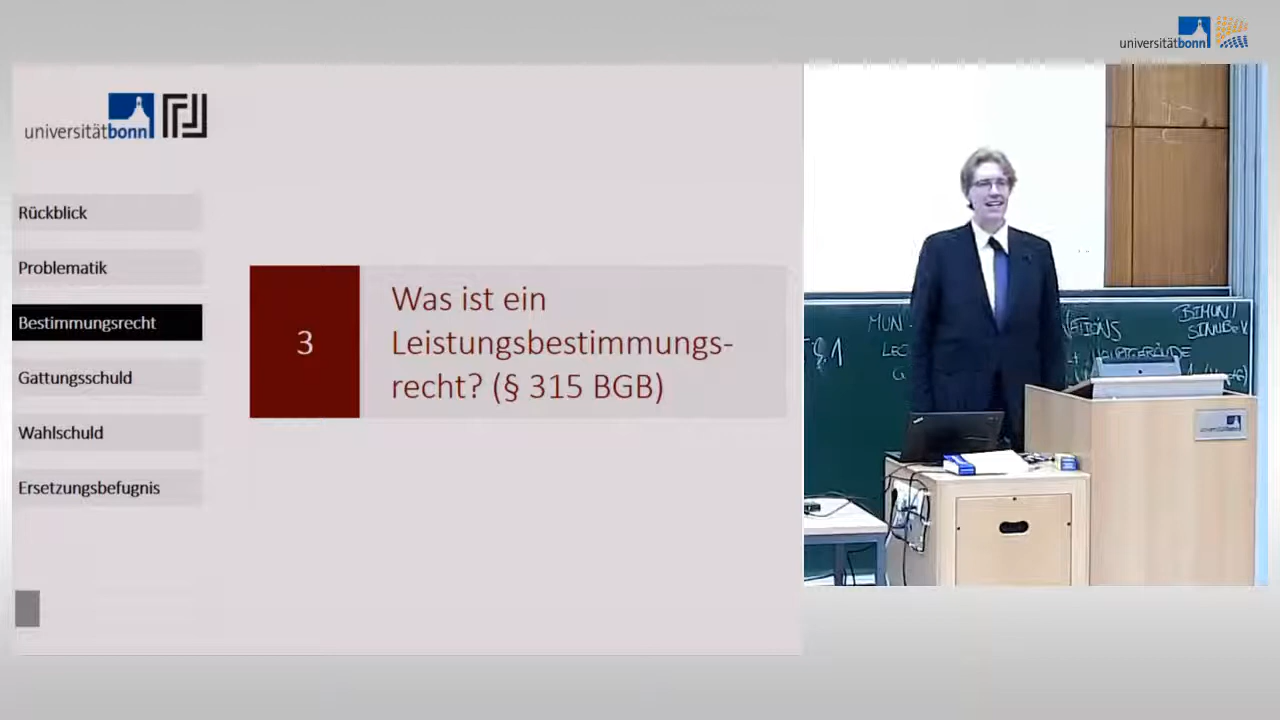 universitätbonn
universitätbonn
Rückblick
Problematik
Bestimmungsrecht
Gattungsschuld
Wahlschuld
Ersetzungsbefugnis
3
Was ist ein
Leistungsbestimmungs-
recht? (§ 315 BGB)